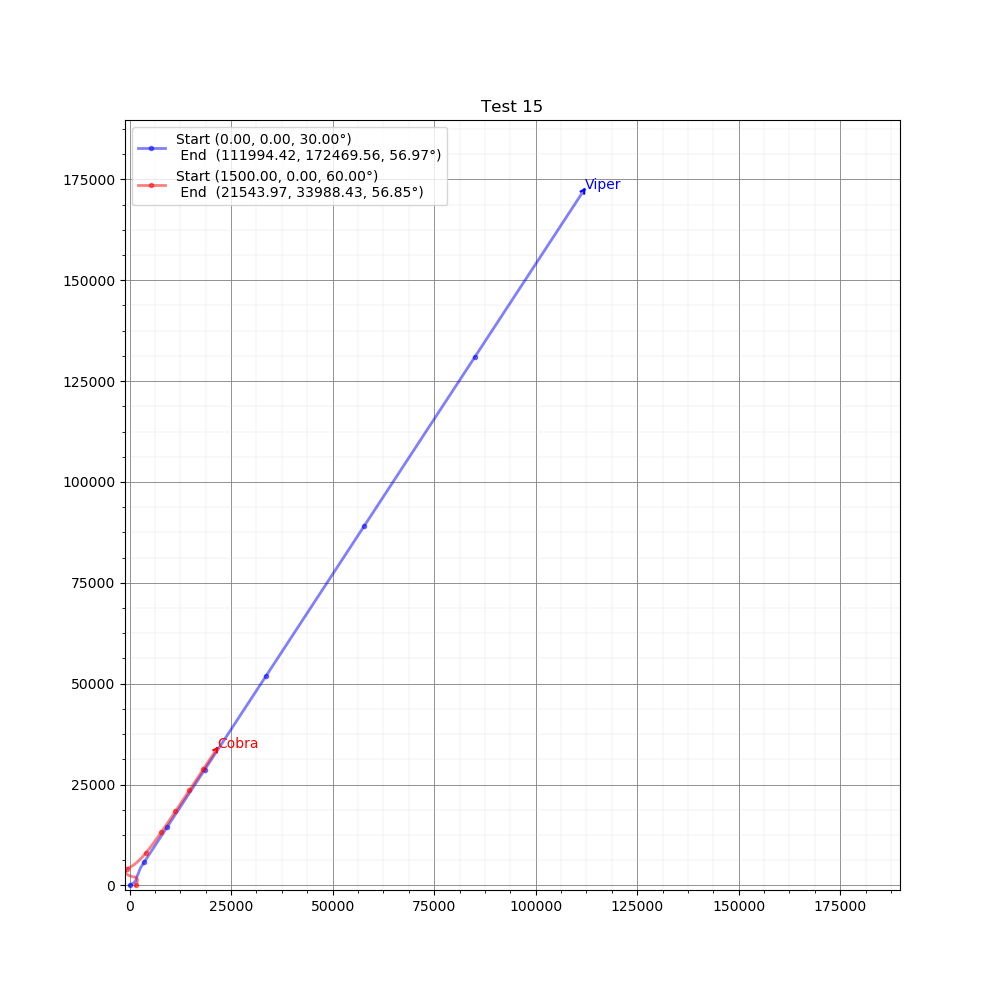 Test 15
Start (0.00, 0.00, 30.00°)
End (111994.42, 172469.56, 56.97°)
Start (1500.00, 0.00, 60.00°)
End (21543.97, 33988.43, 56.85°)
Viper
Cobra
175000
150000
125000
100000
75000
50000
25000
0
0 25000 50000 75000 100000 125000 150000 175000